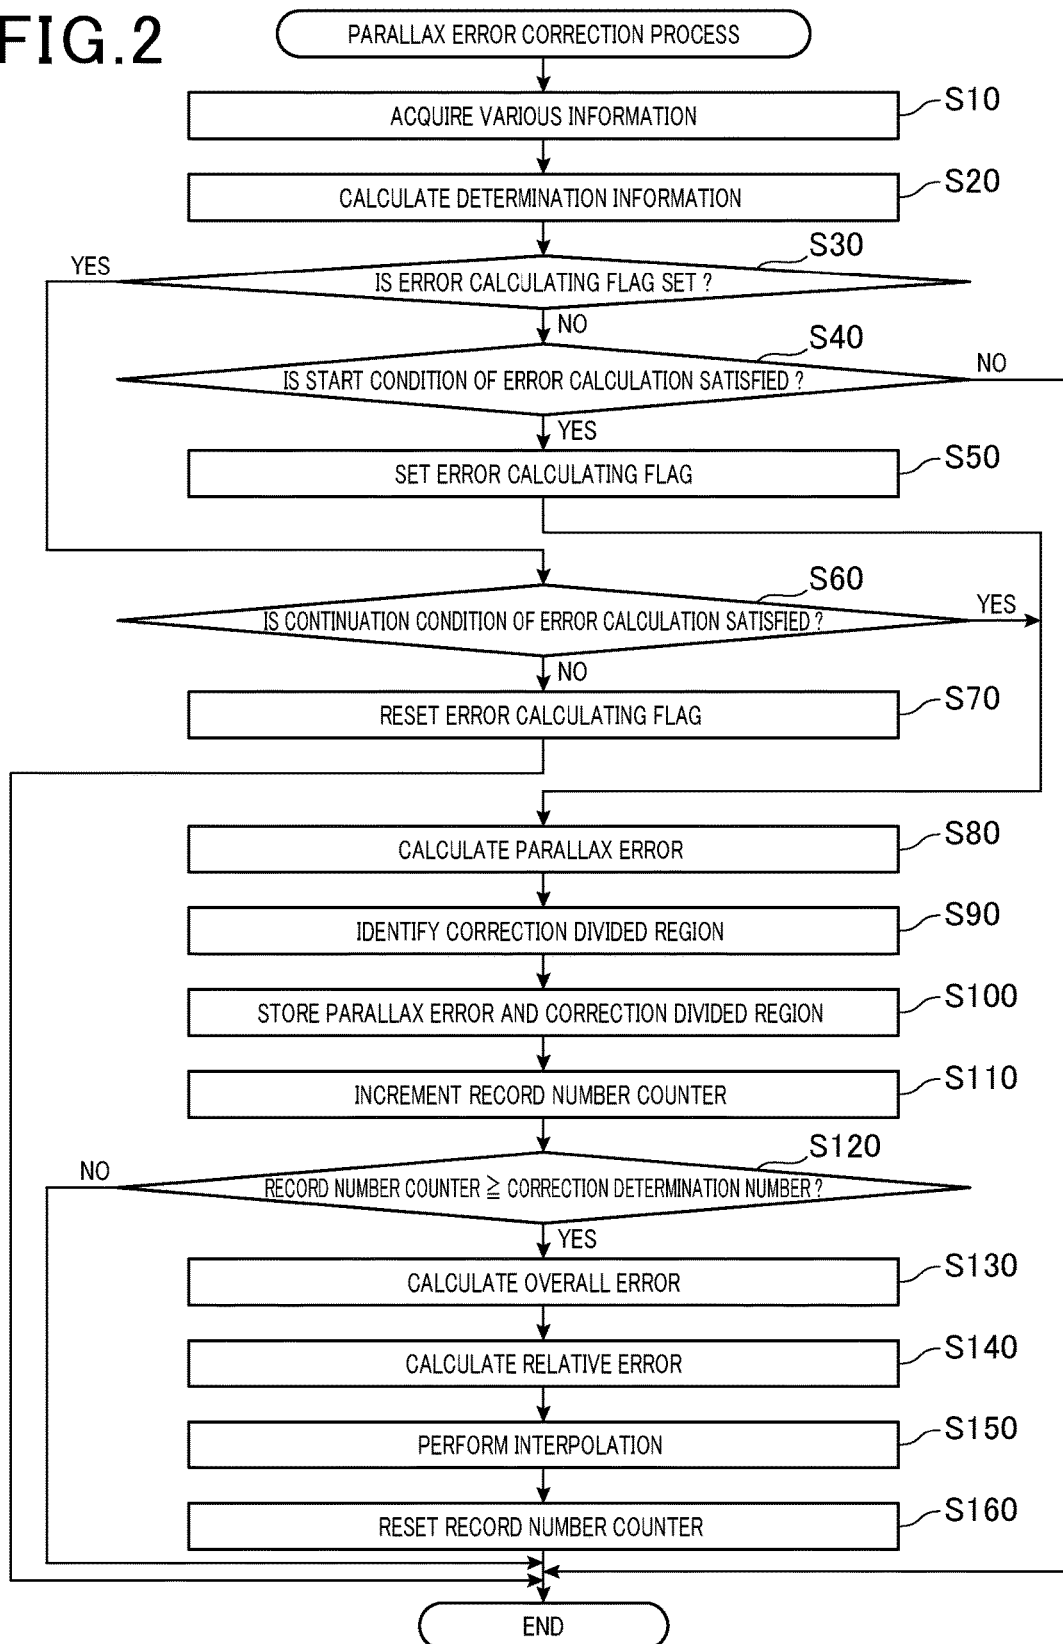 FIG.2
PARALLAX ERROR CORRECTION PROCESS
ACQUIRE VARIOUS INFORMATION
S10
CALCULATE DETERMINATION INFORMATION
S20
S30
YES
IS ERROR CALCULATING FLAG SET ?
NO
S40
IS START CONDITION OF ERROR CALCULATION SATISFIED ?
NO
YES
SET ERROR CALCULATING FLAG
S50
S60
IS CONTINUATION CONDITION OF ERROR CALCULATION SATISFIED ?
YES
NO
RESET ERROR CALCULATING FLAG
S70
CALCULATE PARALLAX ERROR
S80
IDENTIFY CORRECTION DIVIDED REGION
S90
STORE PARALLAX ERROR AND CORRECTION DIVIDED REGION
S100
INCREMENT RECORD NUMBER COUNTER
S110
S120
NO
RECORD NUMBER COUNTER ≧ CORRECTION DETERMINATION NUMBER ?
YES
CALCULATE OVERALL ERROR
S130
CALCULATE RELATIVE ERROR
S140
PERFORM INTERPOLATION
S150
RESET RECORD NUMBER COUNTER
S160
END